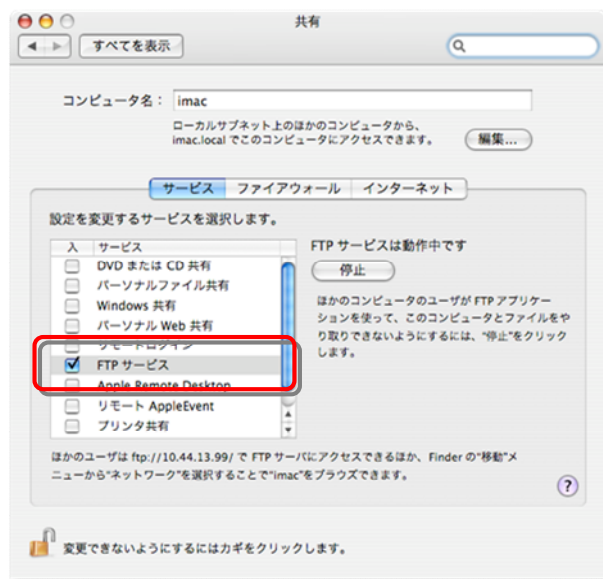 共有
すべてを表示
コンピュータ名： imac
ローカルサブネット上のほかのコンピュータから、
imac.local でこのコンピュータにアクセスできます。
編集...
サービス ファイアウォール インターネット
設定を変更するサービスを選択します。
入 サービス
DVD または CD 共有
パーソナルファイル共有
Windows 共有
パーソナル Web 共有
リモートログイン
FTP サービス
Apple Remote Desktop
リモート AppleEvent
プリンタ共有
FTP サービスは動作中です
停止
ほかのコンピュータのユーザが FTP アプリケー
ションを使って、このコンピュータとファイルをや
り取りできないようにするには、“停止”をクリック
します。
ほかのユーザは ftp://10.44.13.99/ で FTP サーバにアクセスできるほか、Finder の“移動”メ
ニューから“ネットワーク”を選択することで“imac”をブラウズできます。
?
変更できないようにするにはカギをクリックします。